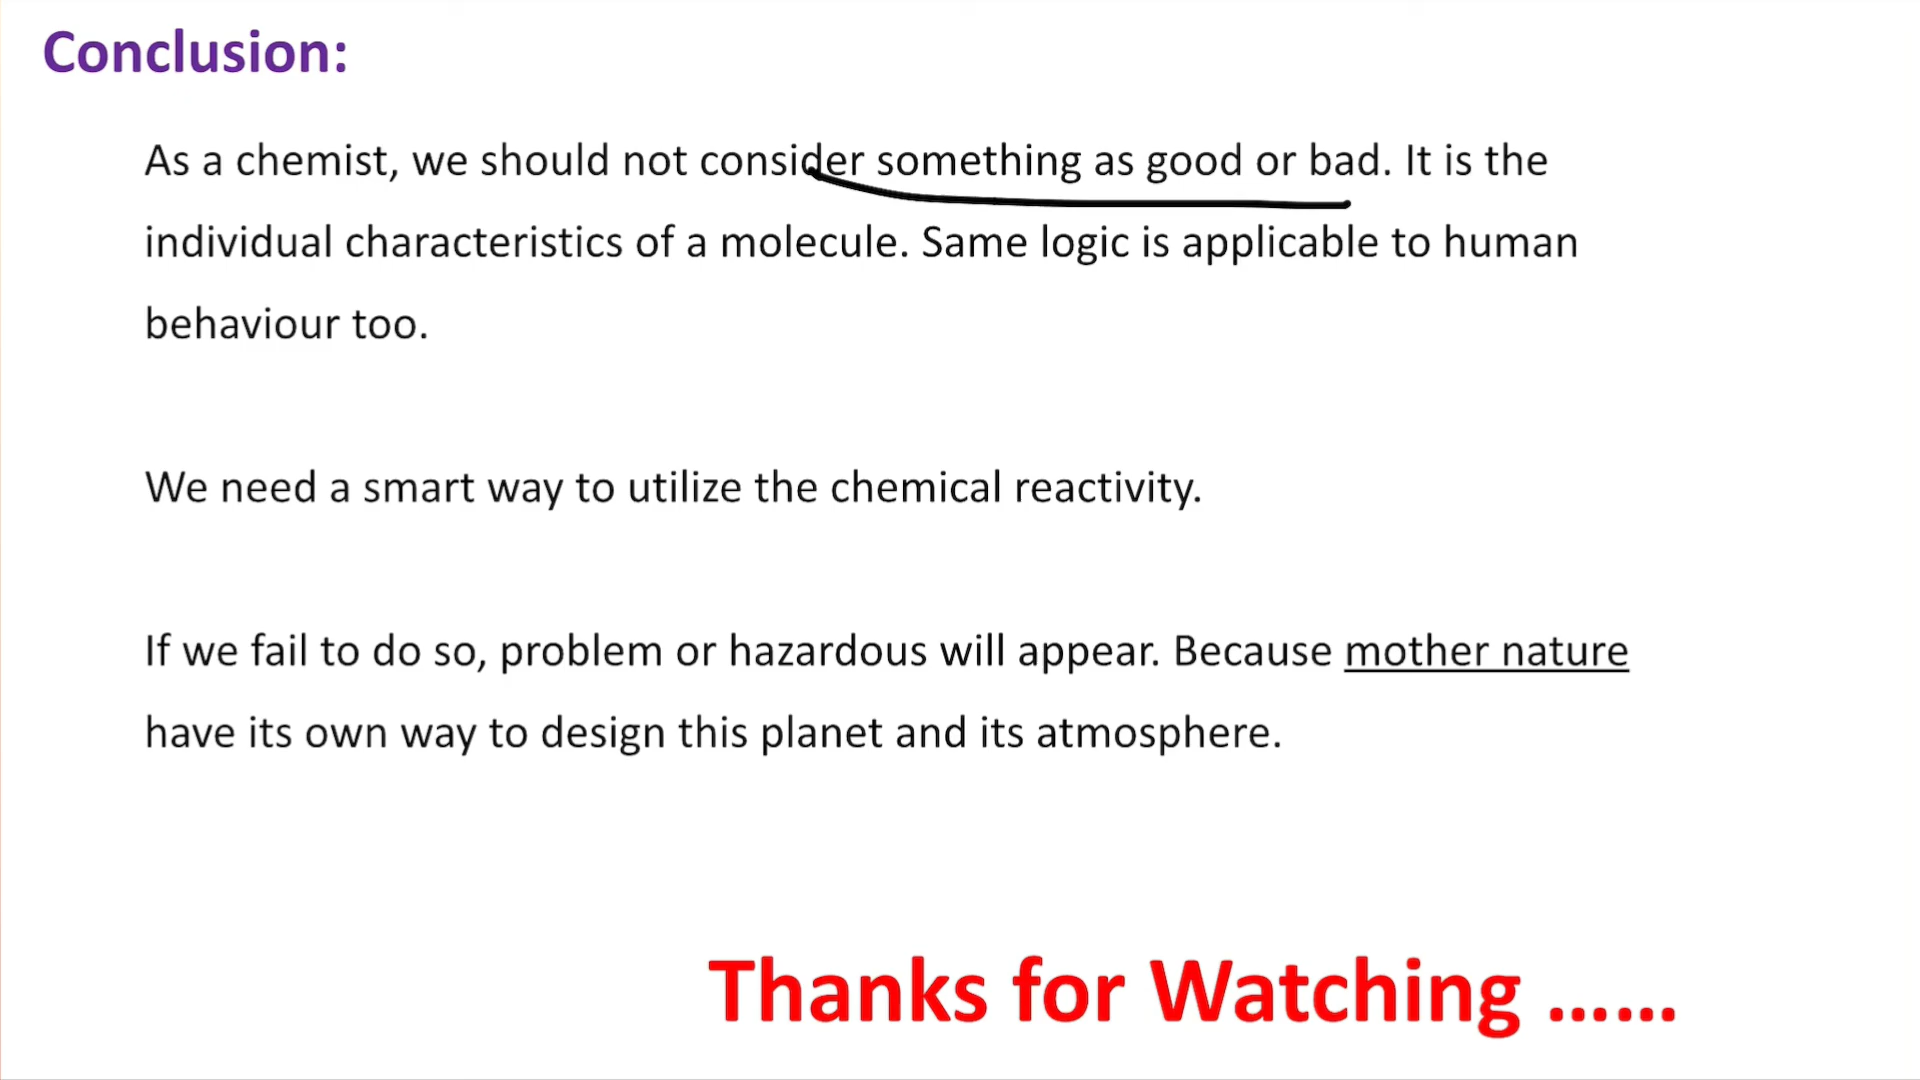 Conclusion:
As a chemist, we should not consider something as good or bad. It is the
individual characteristics of a molecule. Same logic is applicable to human
behaviour too.
We need a smart way to utilize the chemical reactivity.
If we fail to do so, problem or hazardous will appear. Because mother nature
have its own way to design this planet and its atmosphere.
Thanks for Watching ......